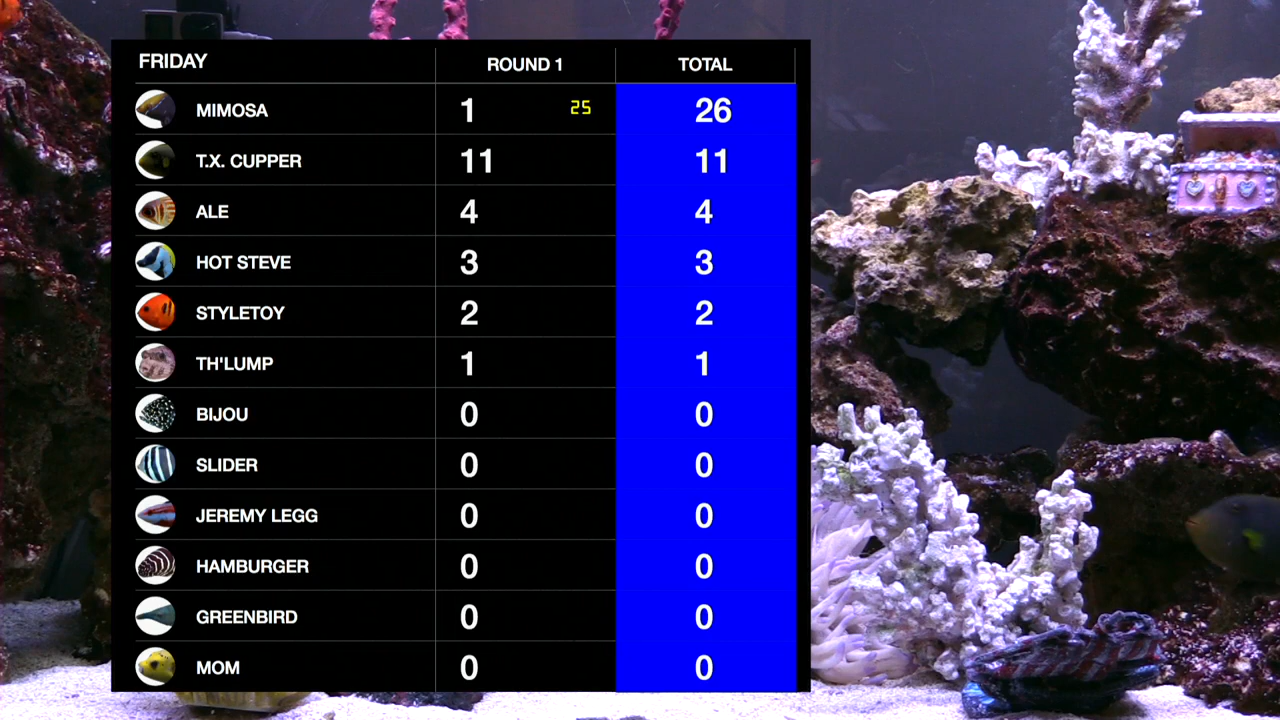 FRIDAY ROUND 1 TOTAL
MIMOSA 1 25 26
T.X. CUPPER 11 11
ALE 4 4
HOT STEVE 3 3
STYLETOY 2 2
TH'LUMP 1 1
BIJOU 0 0
SLIDER 0 0
JEREMY LEGG 0 0
HAMBURGER 0 0
GREENBIRD 0 0
MOM 0 0